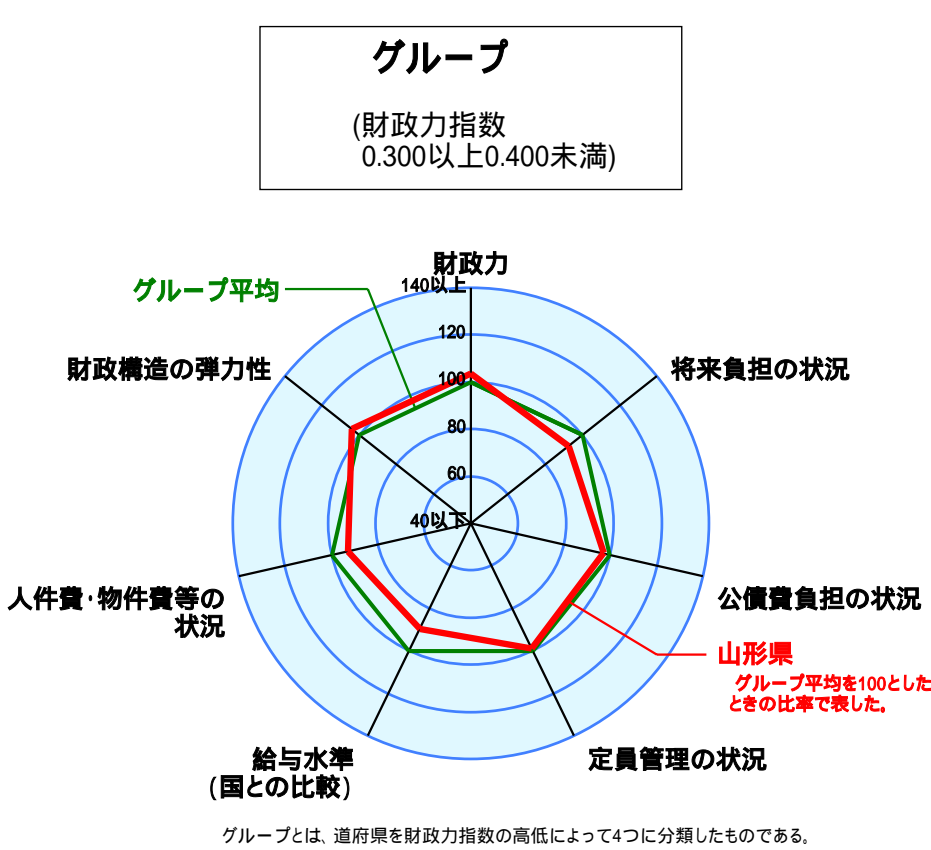 グループ
(財政力指数
0.300以上0.400未満)
財政力
140以上
グループ平均
120
財政構造の弾力性
将来負担の状況
100
80
60
40以下
人件費・物件費等の
状況
公債費負担の状況
山形県
グループ平均を100とした
ときの比率で表した。
給与水準
(国との比較)
定員管理の状況
グループとは、道府県を財政力指数の高低によって4つに分類したものである。